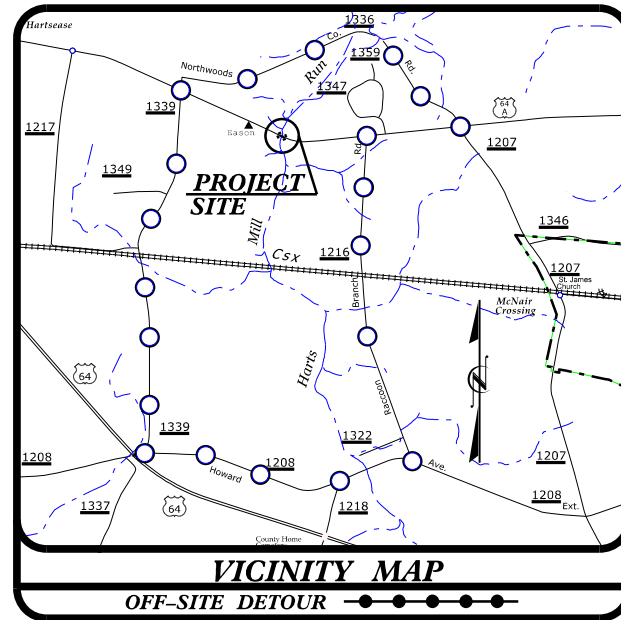 Hartsease
1336
Co.
1359
Northwoods
Run
Rd.
1347
64
A
1339
1217
Eason
Rd.
1207
1349
PROJECT
SITE
Mill
1346
1216
Csx
1207
St. James
Church
Branch
McNair
Crossing
N
64
Harts
Raccoon
1339
1322
1208
1207
Howard
1208
Ave.
1208
Ext.
1337
64
1218
County Home
VICINITY MAP
OFF-SITE DETOUR